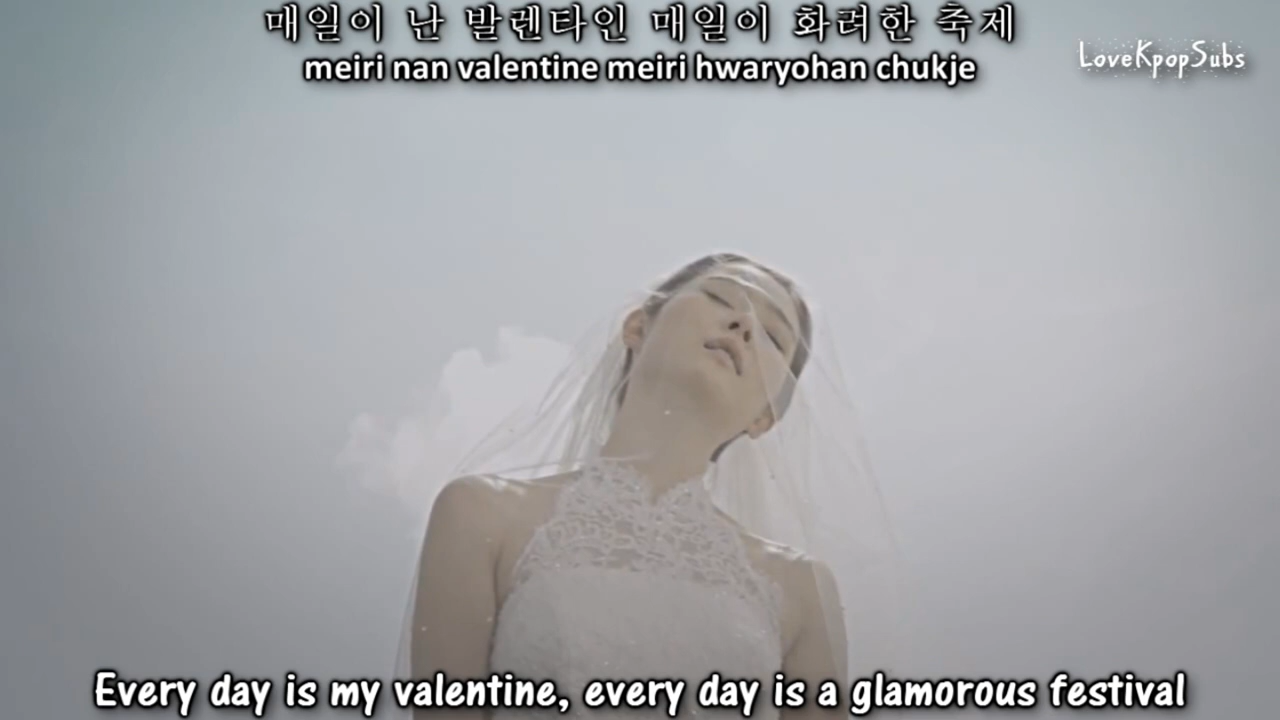 매일이 난 발렌타인 매일이 화려한 축제
meiri nan valentine meiri hwaryohan chukje
LoveKpopSubs
Every day is my valentine, every day is a glamorous festival